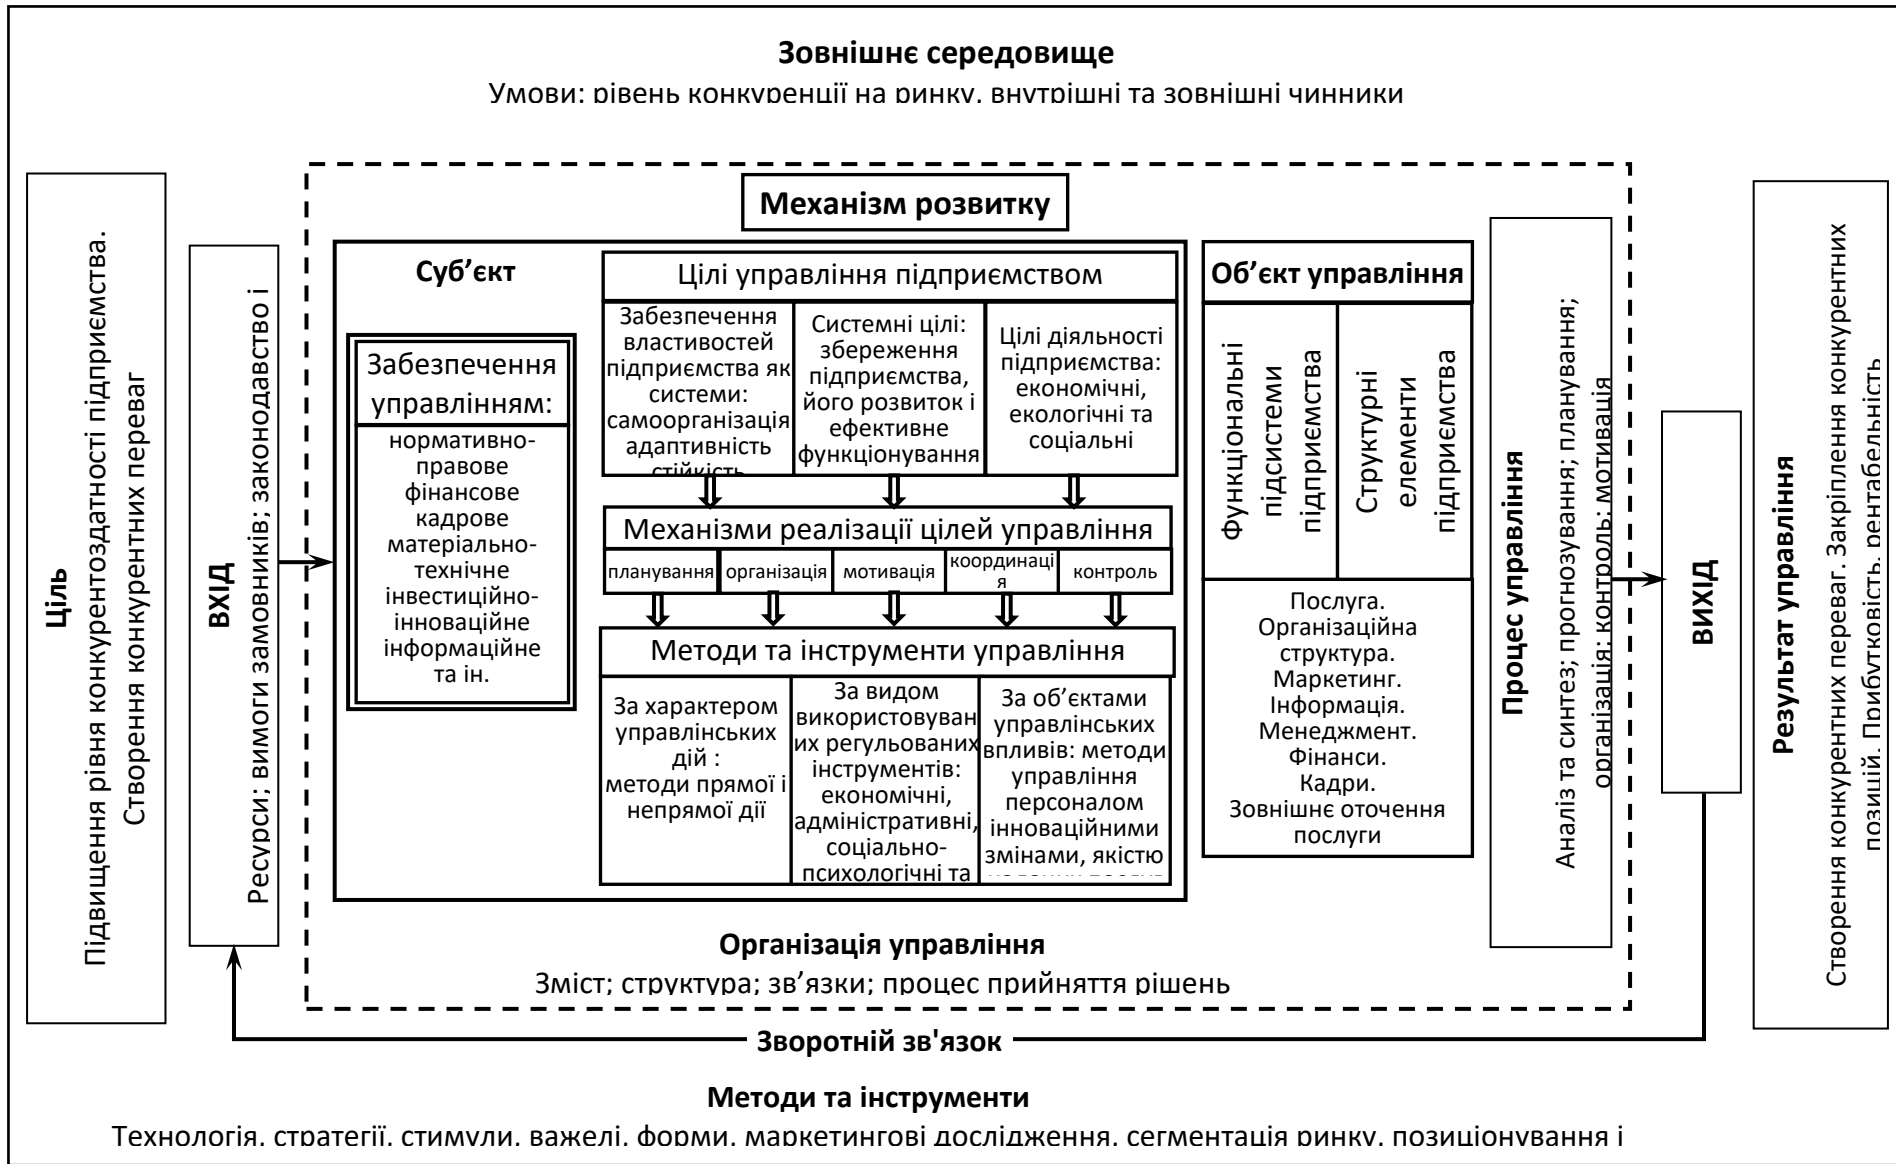 Зовнішнє середовище
Умови: рівень конкуренції на ринку, внутрішні та зовнішні чинники
Ціль
Підвищення рівня конкурентоздатності підприємства.
Створення конкурентних переваг
ВХІД
Ресурси; вимоги замовників; законодавство і
Механізм розвитку
Суб’єкт
Забезпечення
управлінням:
нормативно-
правове
фінансове
кадрове
матеріально-
технічне
інвестиційно-
інноваційне
інформаційне
та ін.
Цілі управління підприємством
Забезпечення
властивостей
підприємства як
системи:
самоорганізація
адаптивність
стійкість
Системні цілі:
збереження
підприємства,
його розвиток і
ефективне
функціонування
Цілі діяльності
підприємства:
економічні,
екологічні та
соціальні
Механізми реалізації цілей управління
планування
організація
мотивація
координаці
я
контроль
Методи та інструменти управління
За характером
управлінських
дій :
методи прямої і
непрямої дії
За видом
використовуван
их регульованих
інструментів:
економічні,
адміністративні,
соціально-
психологічні та
За об’єктами
управлінських
впливів: методи
управління
персоналом
інноваційними
змінами, якістю
Об’єкт управління
Функціональні
підсистеми
підприємства
Структурні
елементи
підприємства
Послуга.
Організаційна
структура.
Маркетинг.
Інформація.
Менеджмент.
Фінанси.
Кадри.
Зовнішнє оточення
послуги
Процес управління
Аналіз та синтез; прогнозування; планування;
організація; контроль; мотивація
ВИХІД
Результат управління
Створення конкурентних переваг. Закріплення конкурентних
позицій. Прибутковість, рентабельність
Організація управління
Зміст; структура; зв’язки; процес прийняття рішень
Зворотній зв'язок
Методи та інструменти
Технологія, стратегії, стимули, важелі, форми, маркетингові дослідження, сегментація ринку, позиціонування і